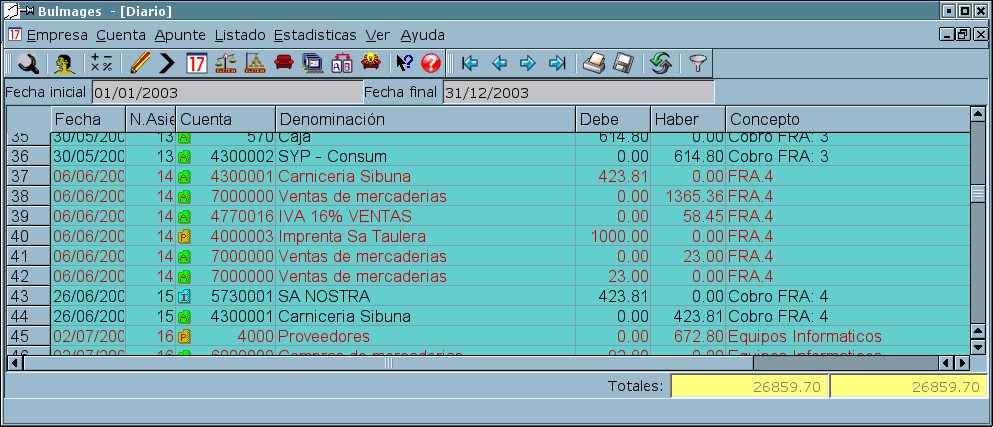 Bulmages - [Diario]
17 Empresa Cuenta Apunte Listado Estadisticas Ver Ayuda
17
Fecha inicial 01/01/2003 Fecha final 31/12/2003
Fecha N.Asie Cuenta Denominación Debe Haber Concepto
35 30/05/200 13 570 Caja 614.80 0.00 Cobro FRA: 3
36 30/05/200 13 4300002 SYP - Consum 0.00 614.80 Cobro FRA: 3
37 06/06/200 14 4300001 Carniceria Sibuna 423.81 0.00 FRA.4
38 06/06/200 14 7000000 Ventas de mercaderias 0.00 1365.36 FRA.4
39 06/06/200 14 4770016 IVA 16% VENTAS 0.00 58.45 FRA.4
40 06/06/200 14 P 4000003 Imprenta Sa Taulera 1000.00 0.00 FRA.4
41 06/06/200 14 7000000 Ventas de mercaderias 0.00 23.00 FRA.4
42 06/06/200 14 7000000 Ventas de mercaderias 23.00 0.00 FRA.4
43 26/06/200 15 I 5730001 SA NOSTRA 423.81 0.00 Cobro FRA: 4
44 26/06/200 15 4300001 Carniceria Sibuna 0.00 423.81 Cobro FRA: 4
45 02/07/200 16 P 4000 Proveedores 0.00 672.80 Equipos Informaticos
46 02/07/200 16 6000000 Compras de mercaderias 92.80 0.00 Equipos Informaticos
Totales: 26859.70 26859.70